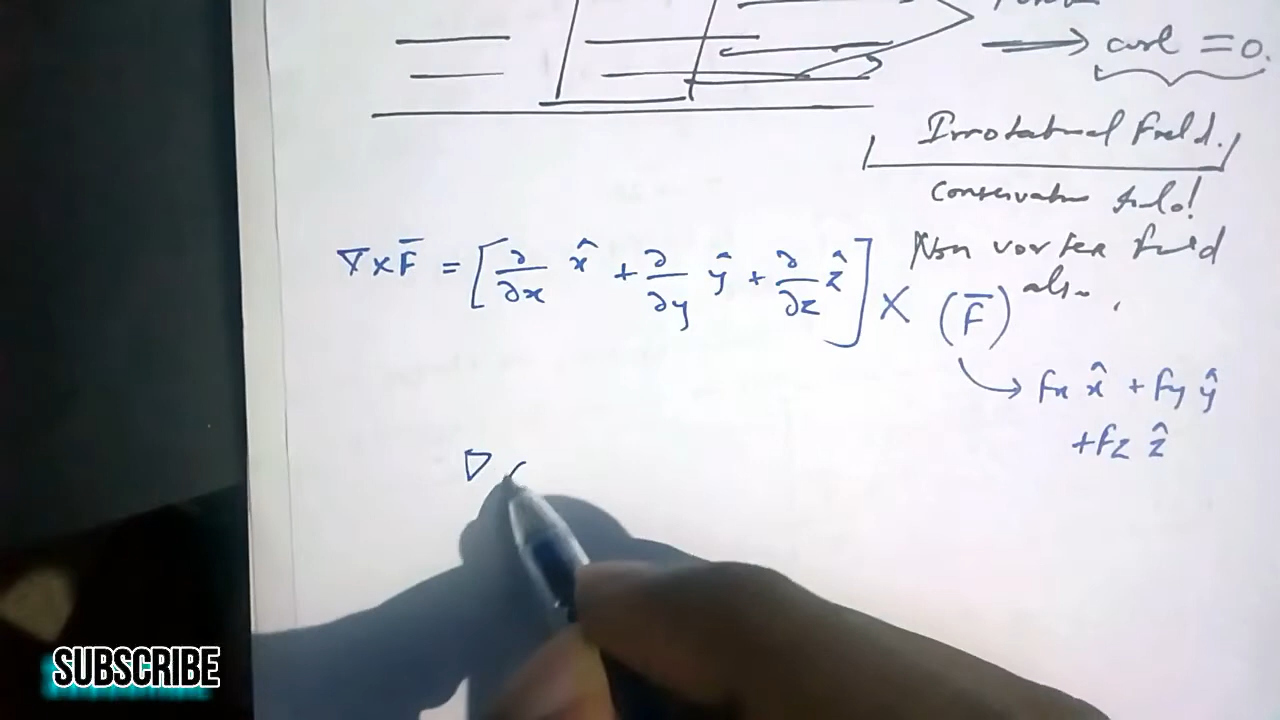 ⟹ curl = 0.
Irrotational Field.
Conservative field!
Non vortex field
also.
∇ × F̄ = [∂/∂x x̂ + ∂/∂y ŷ + ∂/∂z ẑ] × (F̄)
→ Fx x̂ + Fy ŷ
+ Fz ẑ
∇
SUBSCRIBE